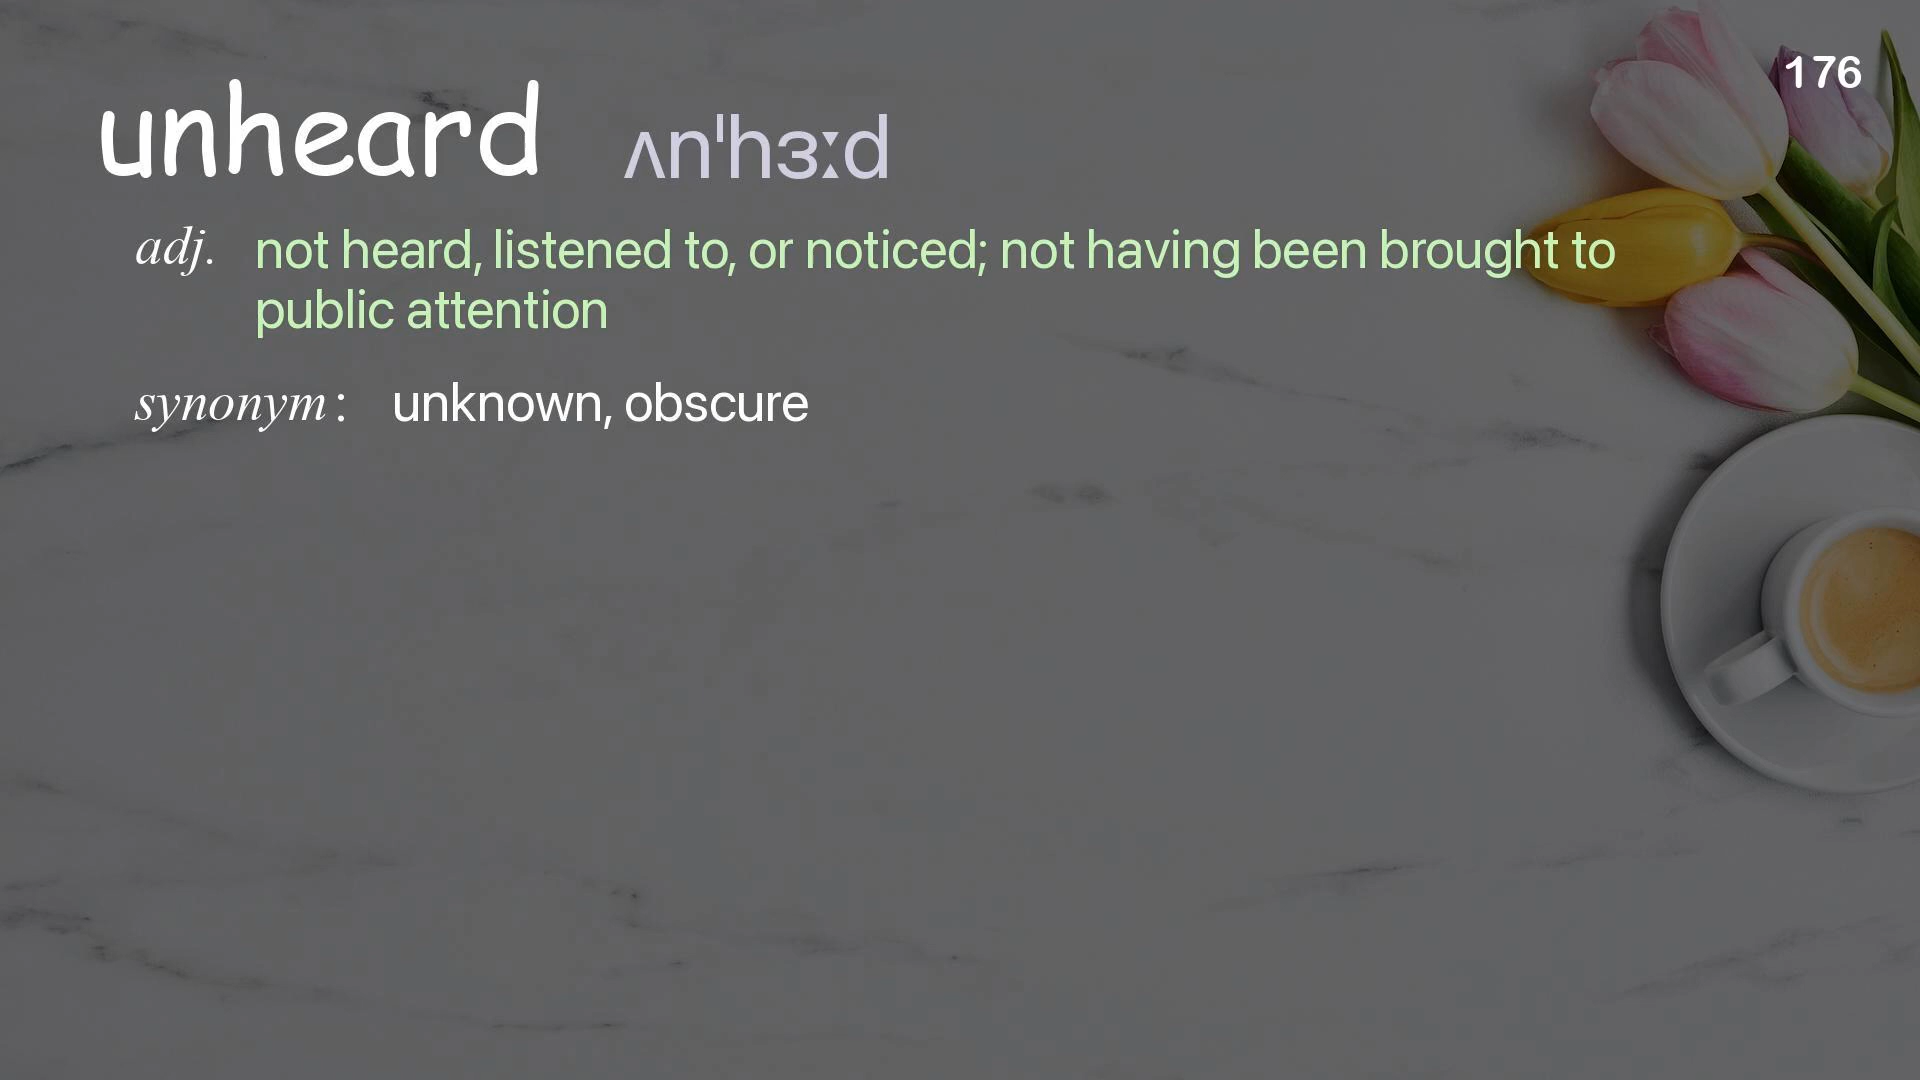 176
unheard ʌnˈhɜːd
adj. not heard, listened to, or noticed; not having been brought to
public attention
synonym : unknown, obscure